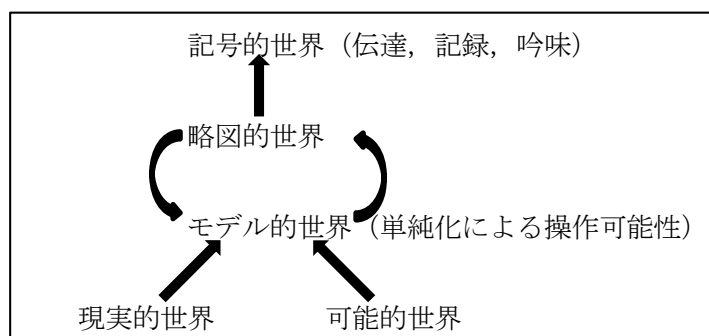 記号的世界（伝達，記録，吟味）
略図的世界
モデル的世界（単純化による操作可能性）
現実的世界 可能的世界